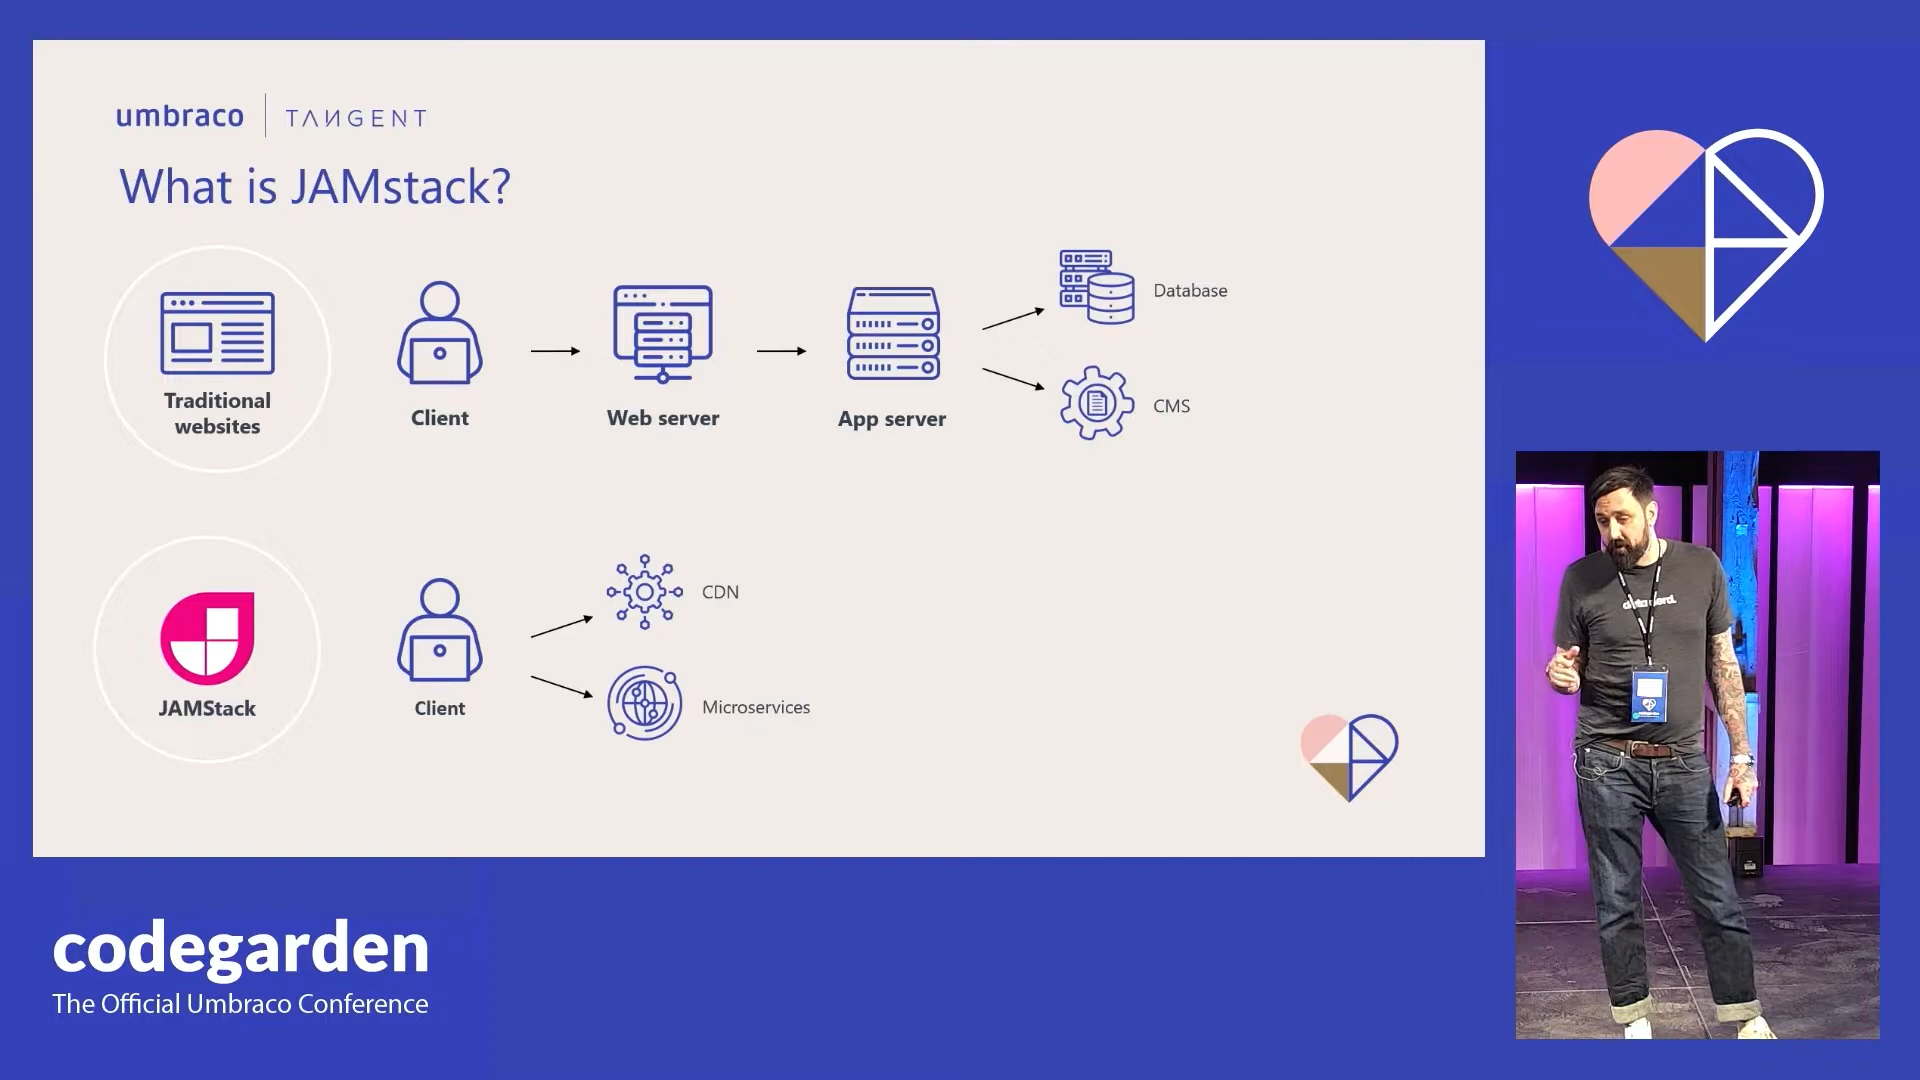 umbraco
TANGENT
What is JAMstack?
Traditional
websites
Client
Web server
App server
Database
CMS
JAMStack
Client
CDN
Microservices
codegarden
The Official Umbraco Conference